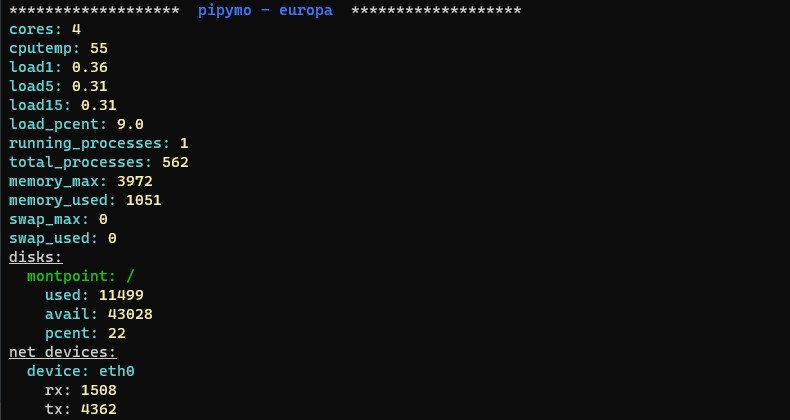 *******************  pipymo - europa  *******************
cores: 4
cputemp: 55
load1: 0.36
load5: 0.31
load15: 0.31
load_pcent: 9.0
running_processes: 1
total_processes: 562
memory_max: 3972
memory_used: 1051
swap_max: 0
swap_used: 0
disks:
  montpoint: /
    used: 11499
    avail: 43028
    pcent: 22
net devices:
  device: eth0
    rx: 1508
    tx: 4362